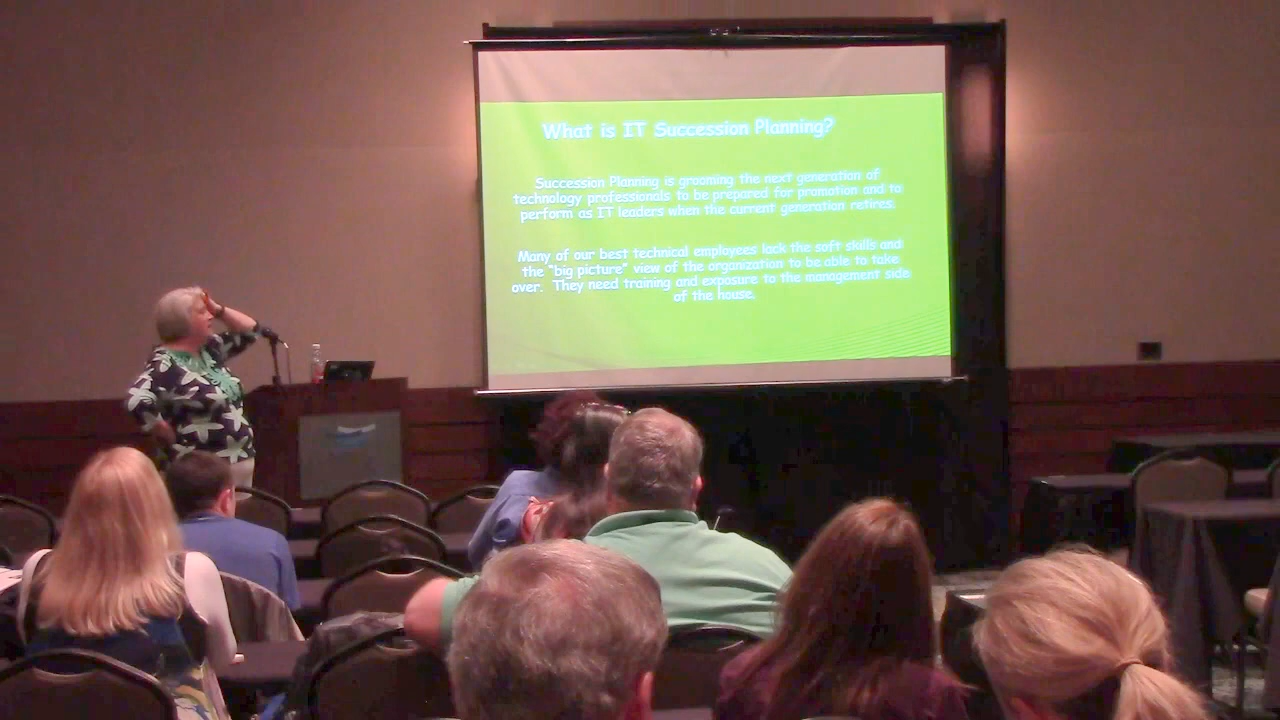 What is IT Succession Planning?
Succession Planning is grooming the next generation of
technology professionals to be prepared for promotion and to
perform as IT leaders when the current generation retires.
Many of our best technical employees lack the soft skills and
the "big picture" view of the organization to be able to take
over. They need training and exposure to the management side
of the house.